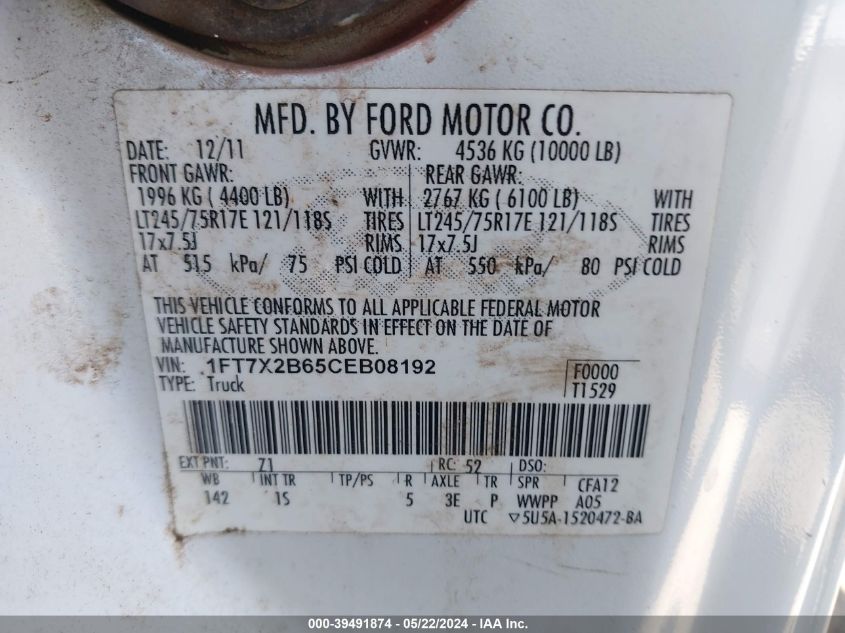 MFD. BY FORD MOTOR CO.
DATE: 12/11 GVWR: 4536 KG (10000 LB)
FRONT GAWR: REAR GAWR:
1996 KG ( 4400 LB) WITH 2767 KG ( 6100 LB) WITH
LT245/75R17E 121/118S TIRES LT245/75R17E 121/118S TIRES
17x7.5J RIMS 17x7.5J RIMS
AT 515 kPa/ 75 PSI COLD AT 550 kPa/ 80 PSI COLD
THIS VEHICLE CONFORMS TO ALL APPLICABLE FEDERAL MOTOR
VEHICLE SAFETY STANDARDS IN EFFECT ON THE DATE OF
MANUFACTURE SHOWN ABOVE.
VIN: 1FT7X2B65CEB08192 F0000
TYPE: Truck T1529
EXT PNT: Z1 RC: 52 DSO:
WB INT TR TP/PS R AXLE TR SPR CFA12
142 1S 5 3E P WWPP A05
UTC ▽5U5A-1520472-BA
000-39491874 - 05/22/2024 - IAA Inc.